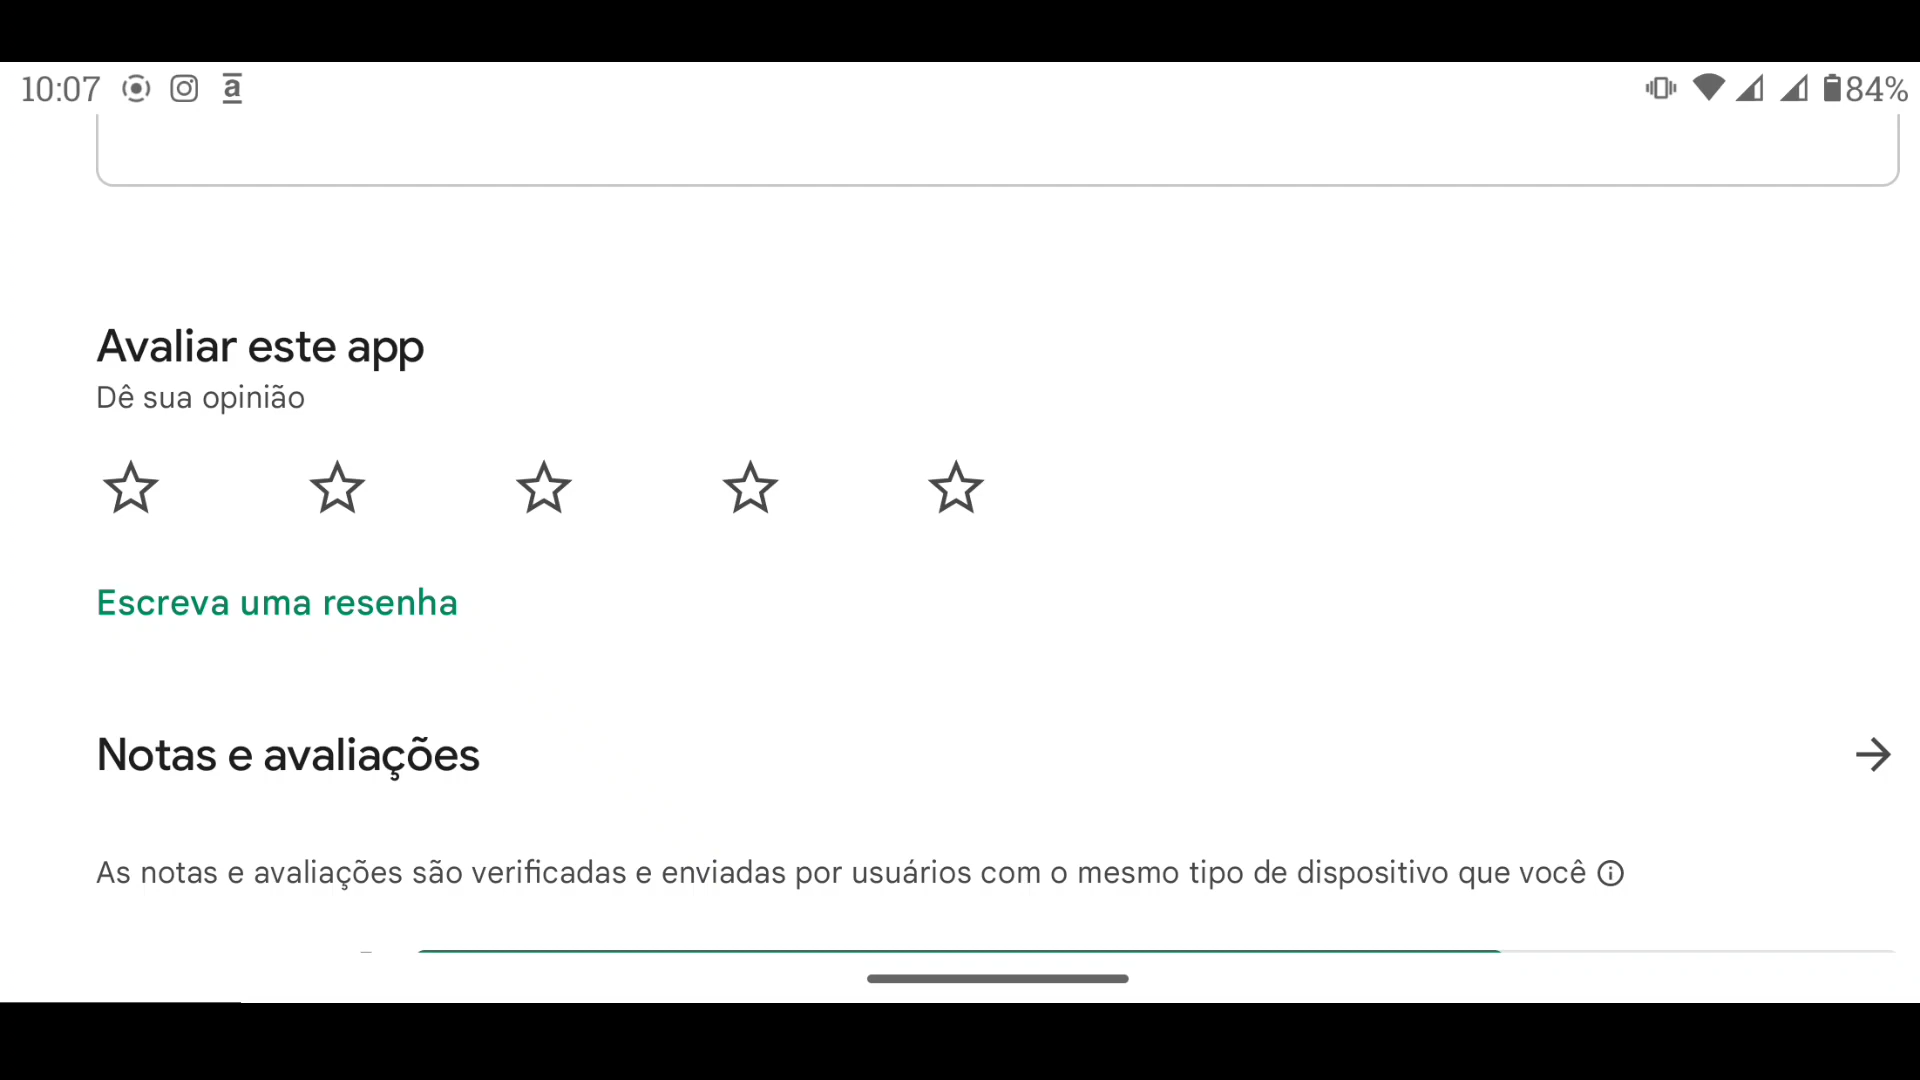 10:07 a 84%
Avaliar este app
Dê sua opinião
Escreva uma resenha
Notas e avaliações
As notas e avaliações são verificadas e enviadas por usuários com o mesmo tipo de dispositivo que você